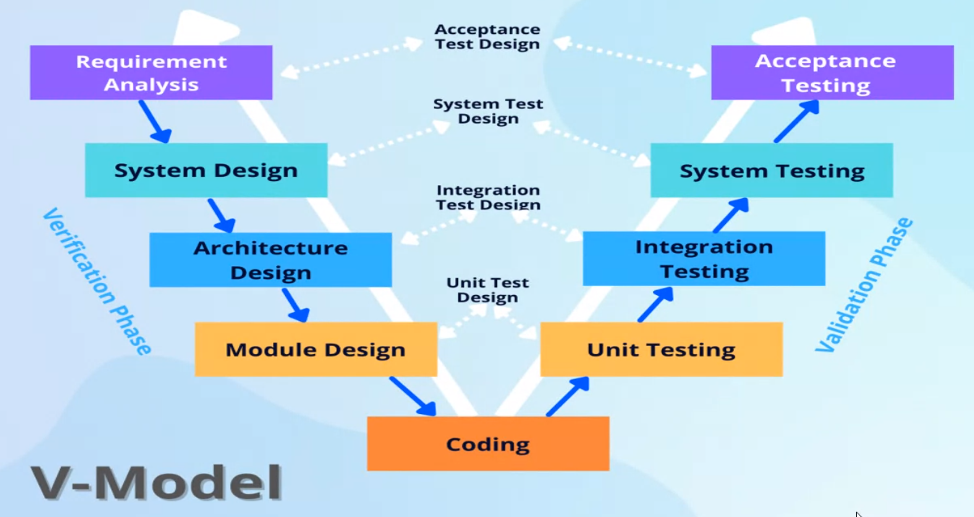 Acceptance
Test Design
Requirement
Analysis
Acceptance
Testing
System Test
Design
System Design
System Testing
Integration
Test Design
Verification Phase
Architecture
Design
Integration
Testing
Validation Phase
Unit Test
Design
Module Design
Unit Testing
Coding
V-Model